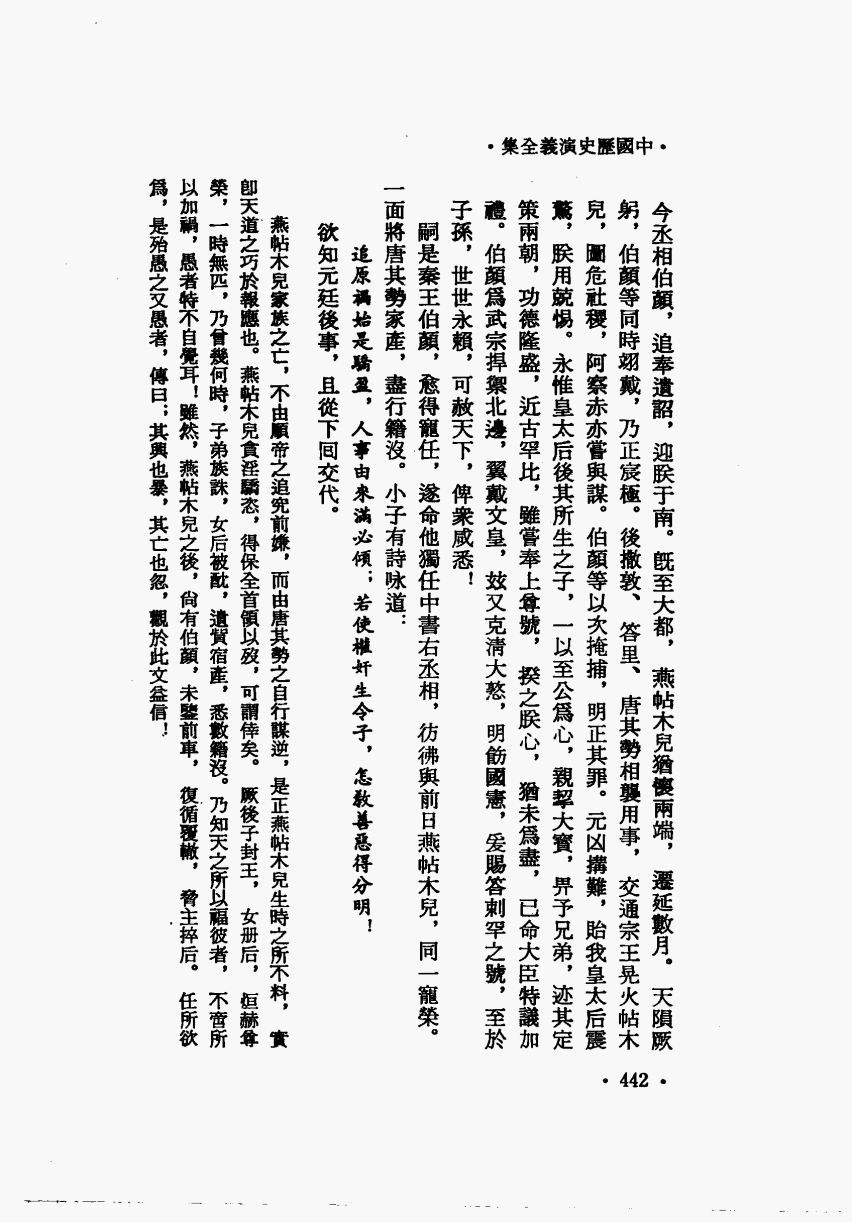 •中國歷史演義全集•
今丞相伯顏，追奉遺詔，迎朕于南。既至大都，燕帖木兒猶懷兩端，遷延數月。天隕厥
躬，伯顏等同時翊戴，乃正宸極。後撒敦、答里、唐其勢相襲用事，交通宗王晃火帖木
兒，圖危社稷，阿察赤亦嘗與謀。伯顏等以次掩捕，明正其罪。元凶搆難，貽我皇太后震
驚，朕用兢惕。永惟皇太后後其所生之子，一以至公爲心，親挈大寶，畀予兄弟，迹其定
策兩朝，功德隆盛，近古罕比，雖嘗奉上尊號，揆之朕心，猶未爲盡，已命大臣特議加
禮。伯顏爲武宗捍禦北邊，翼戴文皇，茲又克清大憝，明飭國憲，爰賜答剌罕之號，至於
子孫，世世永賴，可赦天下，俾衆咸悉！
嗣是秦王伯顏，愈得寵任，遂命他獨任中書右丞相，彷彿與前日燕帖木兒，同一寵榮。
一面將唐其勢家產，盡行籍沒。小子有詩咏道：
追原禍始是驕盈，人事由來滿必傾；若使權奸生令子，怎教善惡得分明！
欲知元廷後事，且從下回交代。
燕帖木兒家族之亡，不由順帝之追究前嫌，而由唐其勢之自行謀逆，是正燕帖木兒生時之所不料，實
卽天道之巧於報應也。燕帖木兒貪淫驕恣，得保全首領以歿，可謂倖矣。厥後子封王，女册后，恒赫尊
榮，一時無匹，乃曾幾何時，子弟族誅，女后被酖，遺貲宿產，悉數籍沒。乃知天之所以福彼者，不啻所
以加禍，愚者特不自覺耳！雖然，燕帖木兒之後，尙有伯顏，未鑒前車，復循覆轍，脅主捽后。任所欲
爲，是殆愚之又愚者，傳曰：其興也暴，其亡也忽，觀於此文益信！
•442•